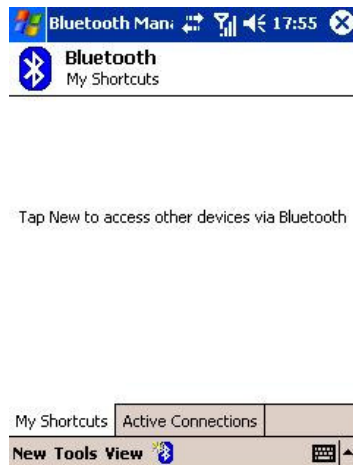 Bluetooth Mana 17:55
Bluetooth
My Shortcuts
Tap New to access other devices via Bluetooth
My Shortcuts Active Connections
New Tools View